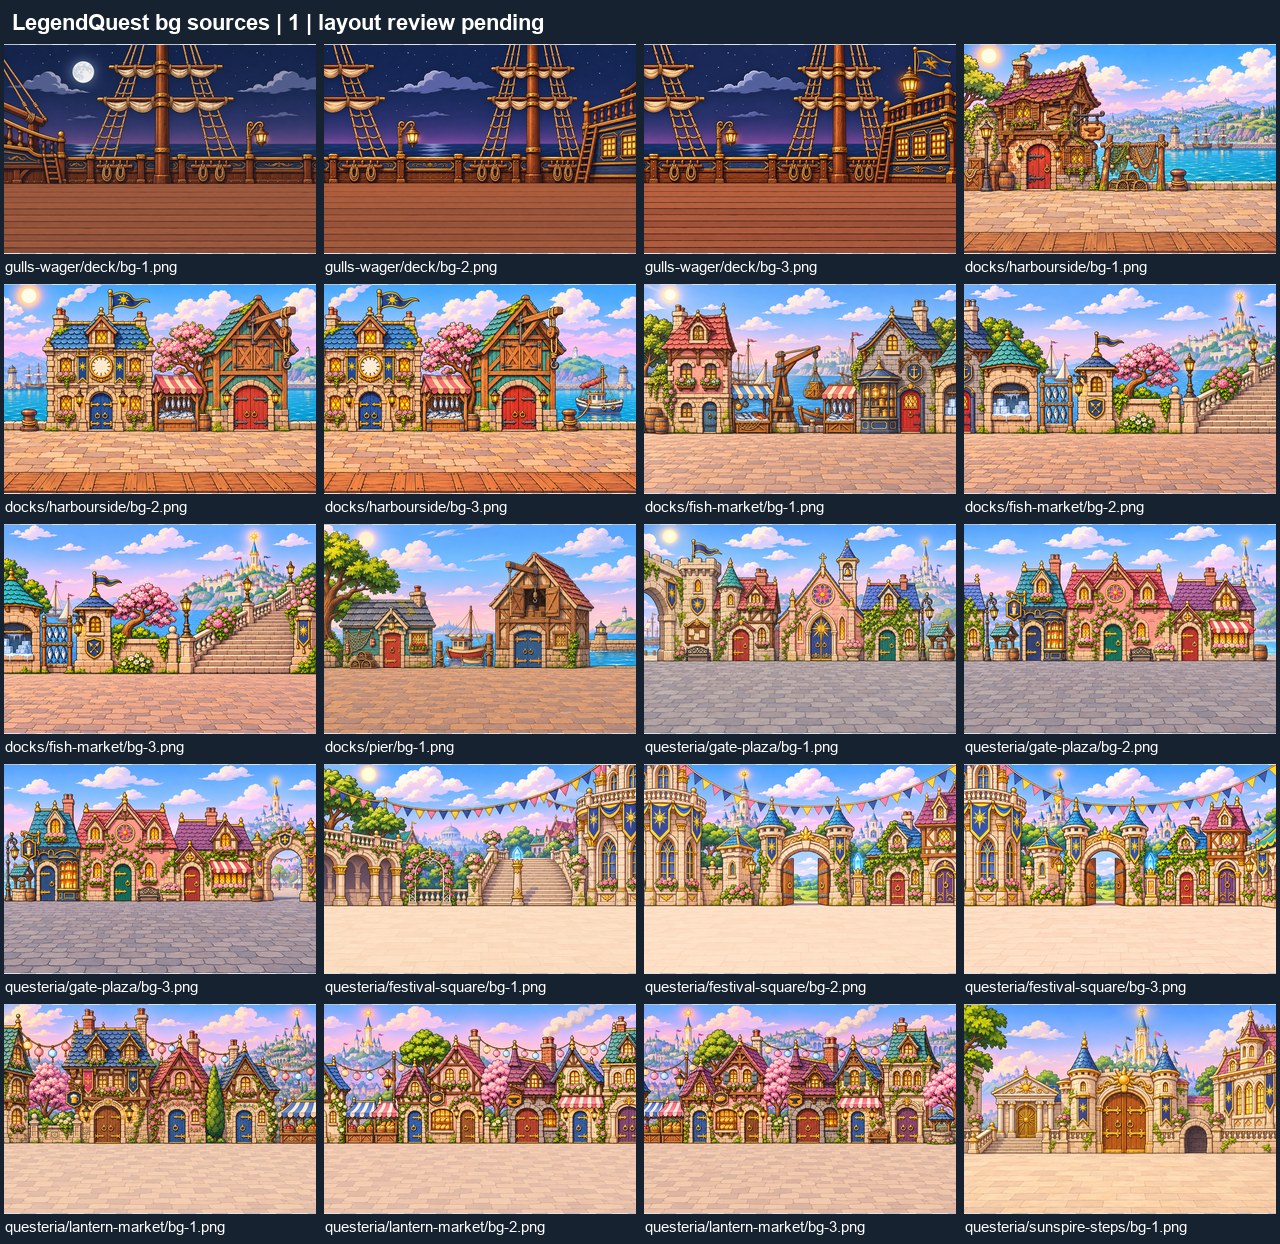 LegendQuest bg sources | 1 | layout review pending
gulls-wager/deck/bg-1.png
gulls-wager/deck/bg-2.png
gulls-wager/deck/bg-3.png
docks/harbourside/bg-1.png
docks/harbourside/bg-2.png
docks/harbourside/bg-3.png
docks/fish-market/bg-1.png
docks/fish-market/bg-2.png
docks/fish-market/bg-3.png
docks/pier/bg-1.png
questeria/gate-plaza/bg-1.png
questeria/gate-plaza/bg-2.png
questeria/gate-plaza/bg-3.png
questeria/festival-square/bg-1.png
questeria/festival-square/bg-2.png
questeria/festival-square/bg-3.png
questeria/lantern-market/bg-1.png
questeria/lantern-market/bg-2.png
questeria/lantern-market/bg-3.png
questeria/sunspire-steps/bg-1.png